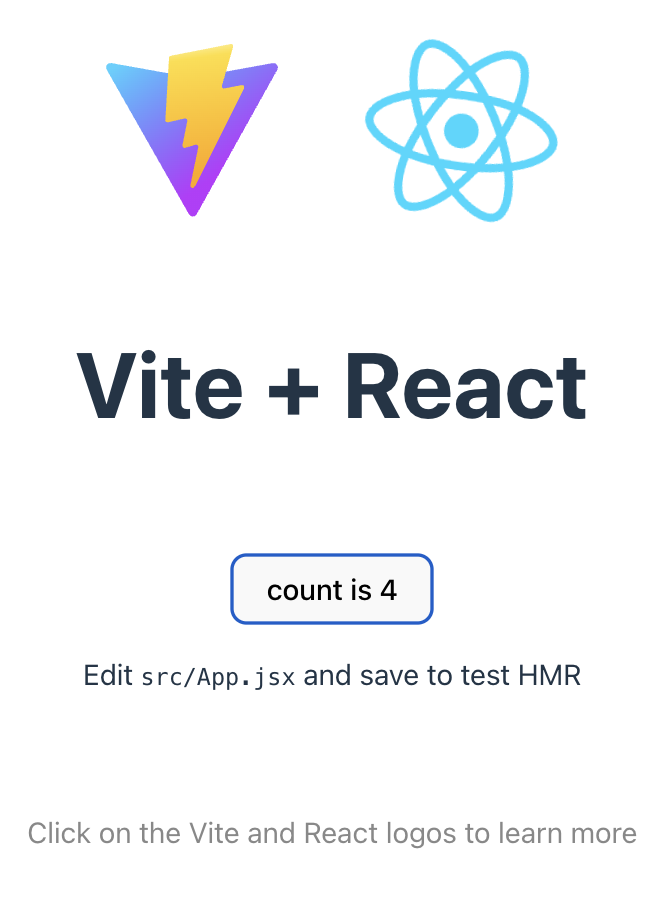 Vite + React
count is 4
Edit src/App.jsx and save to test HMR
Click on the Vite and React logos to learn more